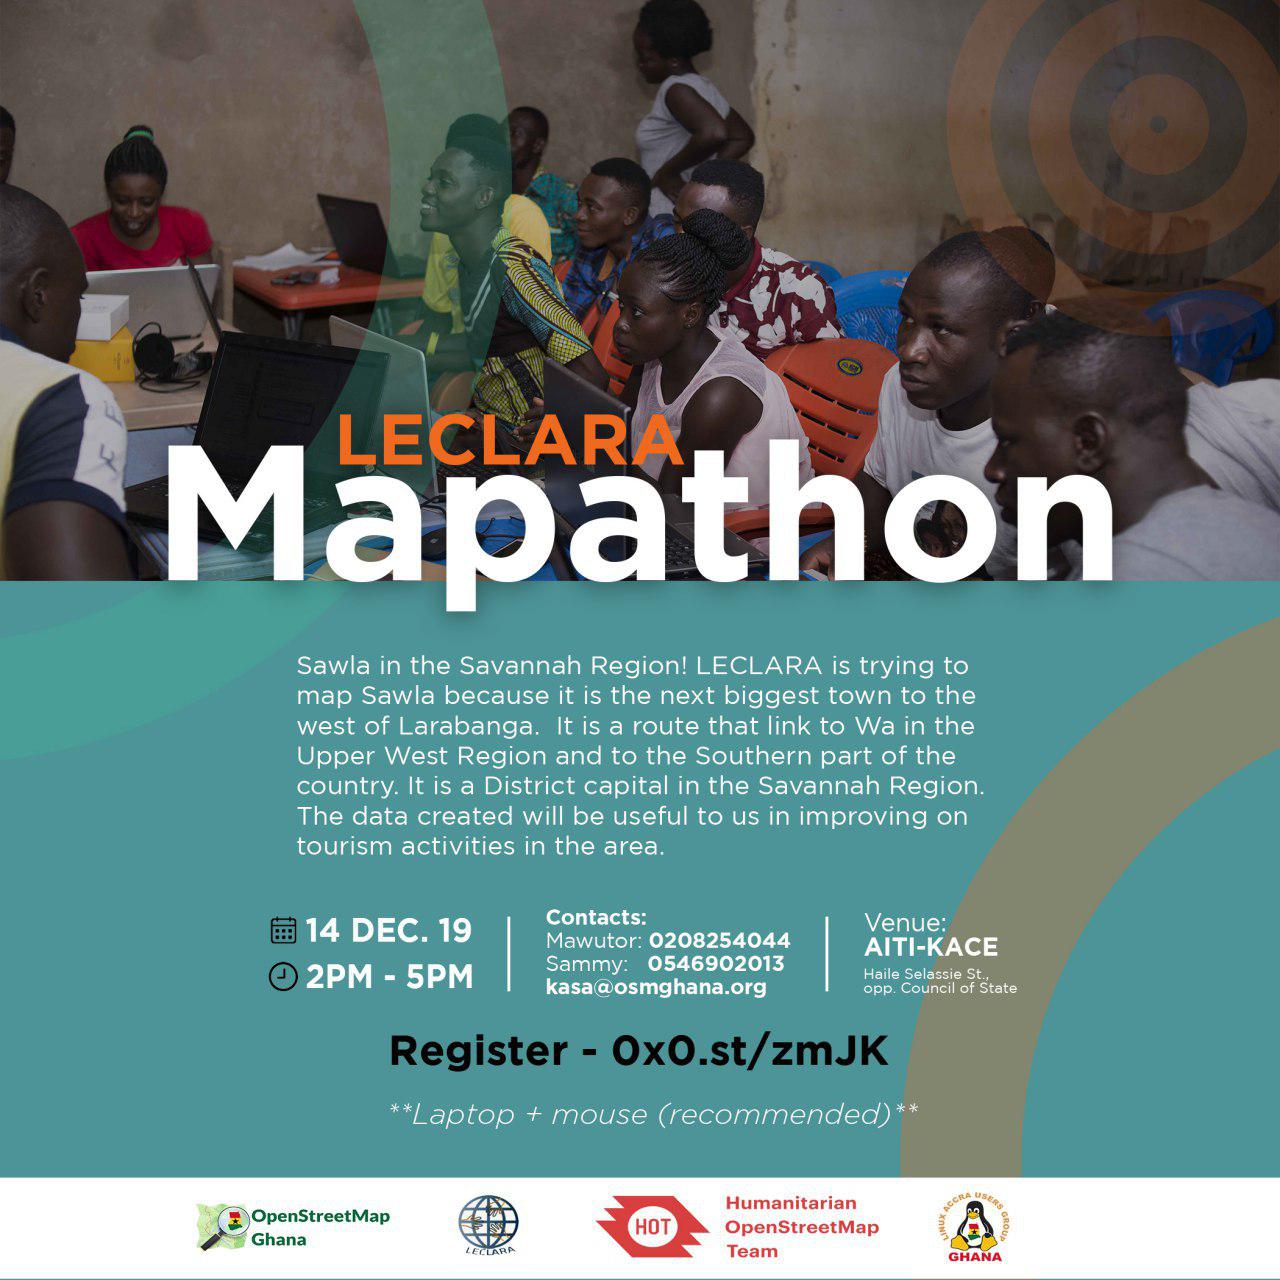 LECLARA
Mapathon
Sawla in the Savannah Region! LECLARA is trying to
map Sawla because it is the next biggest town to the
west of Larabanga.  It is a route that link to Wa in the
Upper West Region and to the Southern part of the
country. It is a District capital in the Savannah Region.
The data created will be useful to us in improving on
tourism activities in the area.
14 DEC. 19
2PM - 5PM
Contacts:
Mawutor: 0208254044
Sammy: 0546902013
kasa@osmghana.org
Venue:
AITI-KACE
Haile Selassie St.,
opp. Council of State
Register - 0x0.st/zmJK
**Laptop + mouse (recommended)**
OpenStreetMap
Ghana
LECLARA
HOT
Humanitarian
OpenStreetMap
Team
LINUX ACCRA USERS GROUP
GHANA